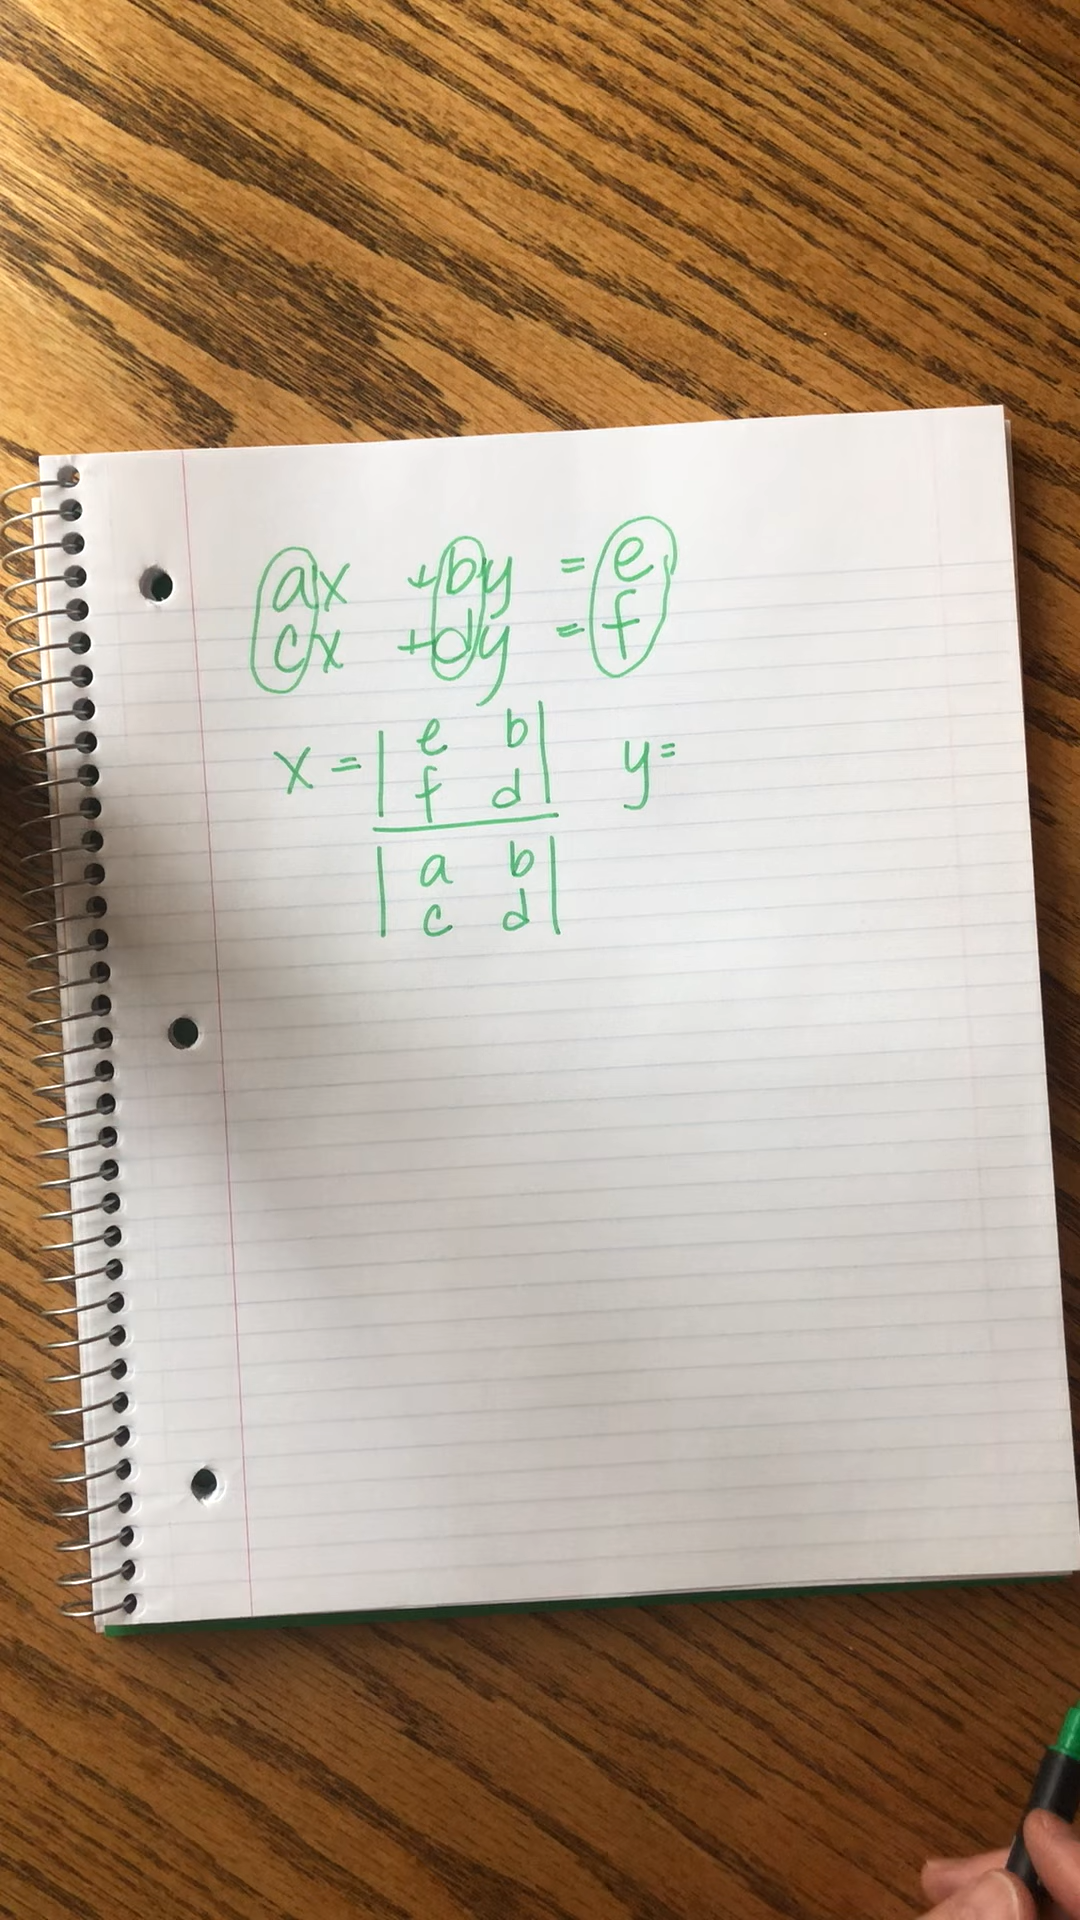 ax +by = e
cx +dy = f
x = | e b | y=
| f d |
| a b |
| c d |